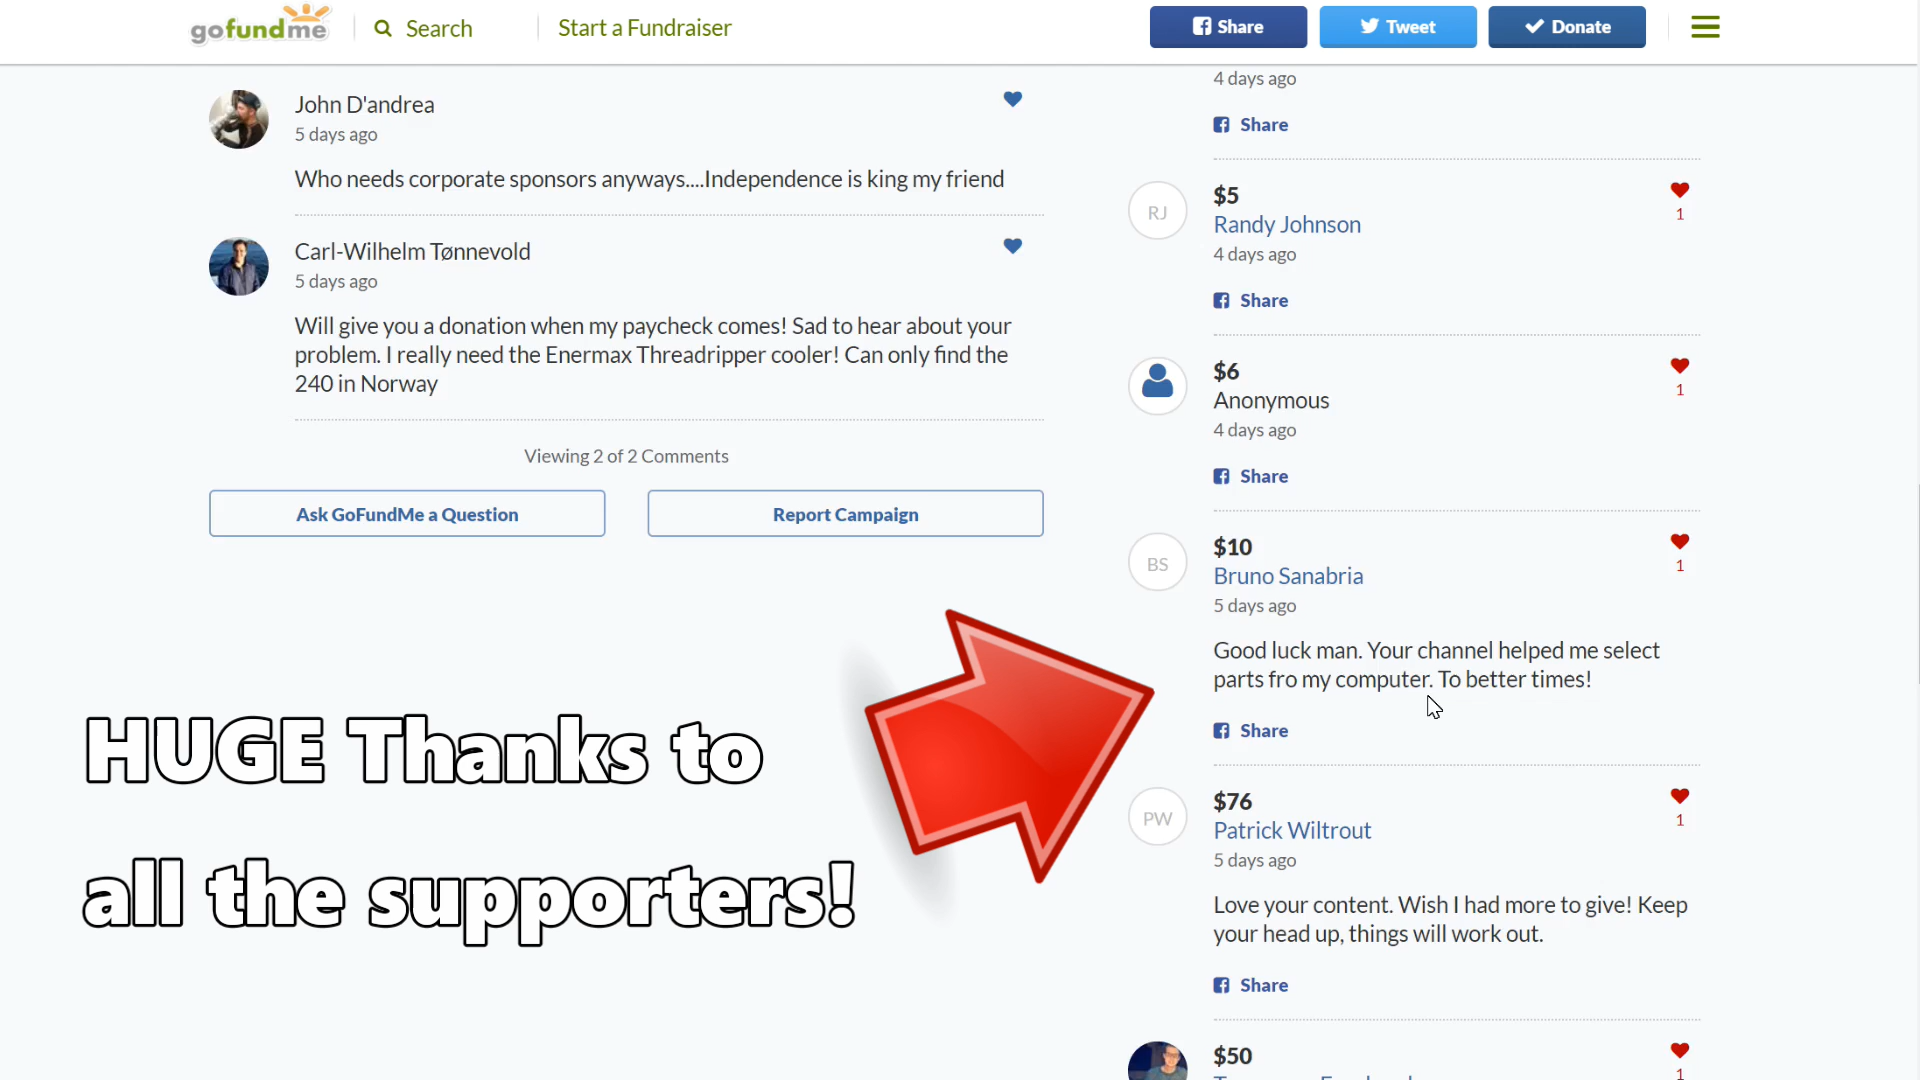 gofundme
Search
Start a Fundraiser
Share
Tweet
Donate
John D'andrea
5 days ago
Who needs corporate sponsors anyways....Independence is king my friend
Carl-Wilhelm Tønnevold
5 days ago
Will give you a donation when my paycheck comes! Sad to hear about your
problem. I really need the Enermax Threadripper cooler! Can only find the
240 in Norway
Viewing 2 of 2 Comments
Ask GoFundMe a Question
Report Campaign
HUGE Thanks to
all the supporters!
4 days ago
Share
RJ
$5
1
Randy Johnson
4 days ago
Share
$6
1
Anonymous
4 days ago
Share
BS
$10
1
Bruno Sanabria
5 days ago
Good luck man. Your channel helped me select
parts fro my computer. To better times!
Share
PW
$76
1
Patrick Wiltrout
5 days ago
Love your content. Wish I had more to give! Keep
your head up, things will work out.
Share
$50
1